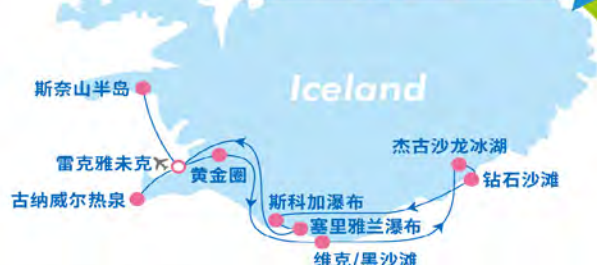 Iceland
斯奈山半岛
雷克雅未克
黄金圈
古纳威尔热泉
杰古沙龙冰湖
钻石沙滩
斯科加瀑布
塞里雅兰瀑布
维克/黑沙滩